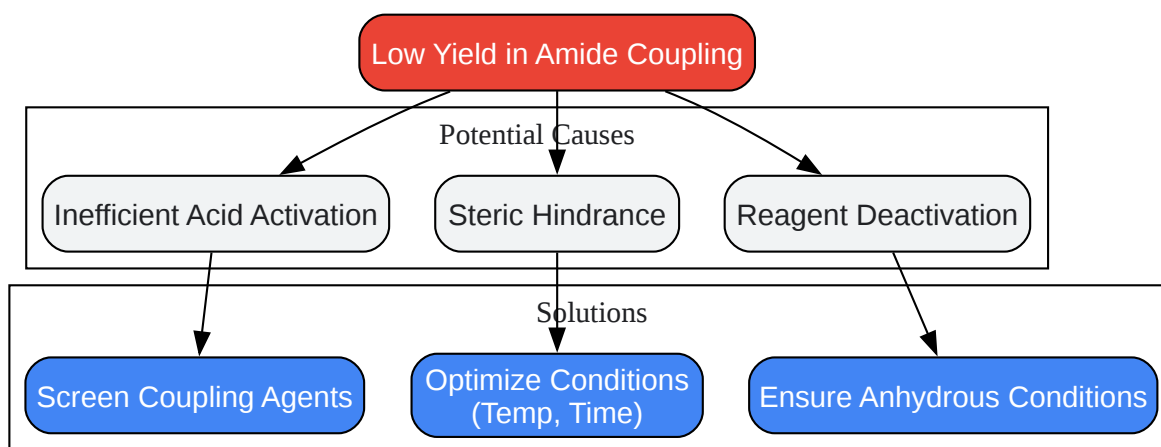 Low Yield in Amide Coupling
Potential Causes
Inefficient Acid Activation
Steric Hindrance
Reagent Deactivation
Solutions
Screen Coupling Agents
Optimize Conditions
(Temp, Time)
Ensure Anhydrous Conditions